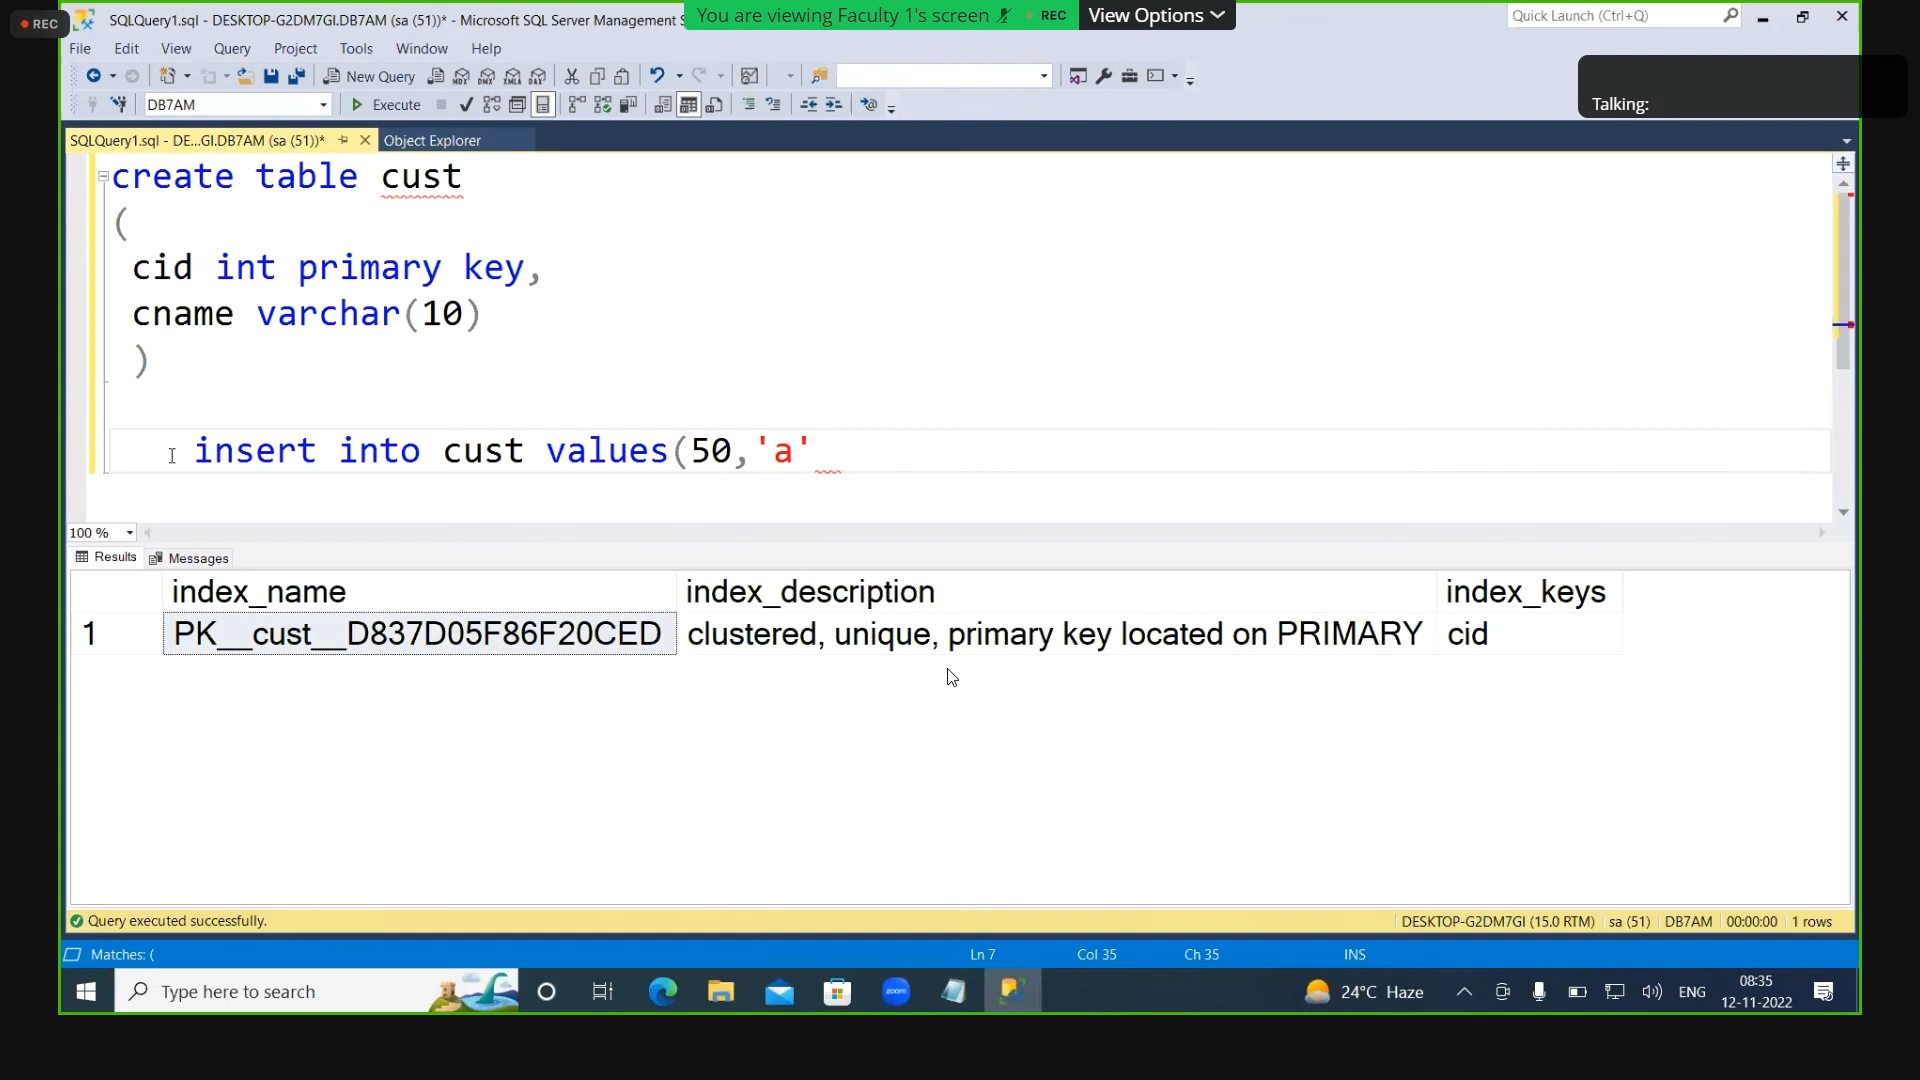 REC
SQLQuery1.sql - DESKTOP-G2DM7GI.DB7AM (sa (51))* - Microsoft SQL Server Management S
You are viewing Faculty 1's screen
REC
View Options
Quick Launch (Ctrl+Q)
File Edit View Query Project Tools Window Help
New Query
MDX DMX XMLA DAX
Talking:
DB7AM
Execute
SQLQuery1.sql - DE...GI.DB7AM (sa (51))*
Object Explorer
create table cust
(
cid int primary key,
cname varchar(10)
)
insert into cust values(50,'a'
100 %
Results Messages
index_name index_description index_keys
1 PK__cust__D837D05F86F20CED clustered, unique, primary key located on PRIMARY cid
Query executed successfully.
DESKTOP-G2DM7GI (15.0 RTM) sa (51) DB7AM 00:00:00 1 rows
Matches: (
Ln 7 Col 35 Ch 35 INS
Type here to search
zoom
24°C Haze
ENG
08:35
12-11-2022